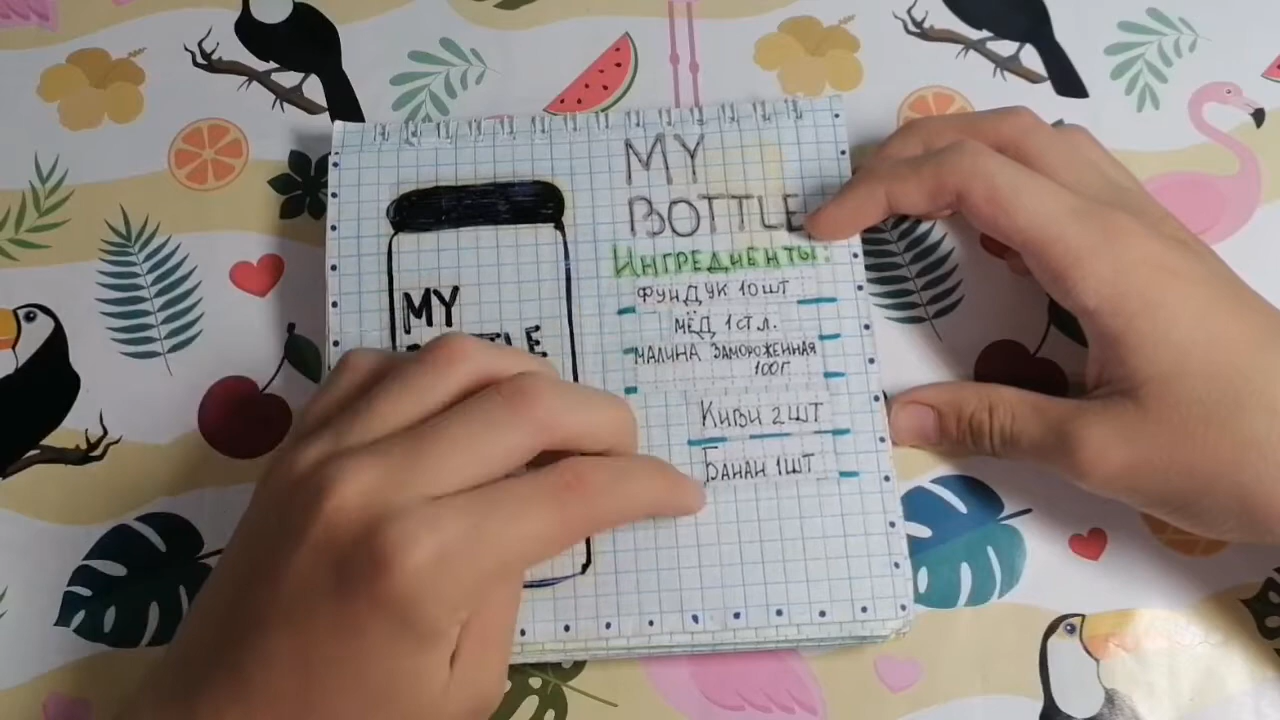 MY
BOTTLE
ИНГРЕДИЕНТЫ:
ФУНДУК 10ШТ
МЁД 1СТ.Л.
МАЛИНА ЗАМОРОЖЕННАЯ
100Г
КИВИ 2ШТ
БАНАН 1ШТ
MY